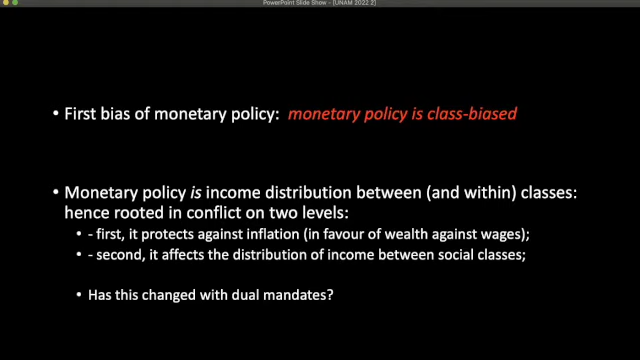 PowerPoint Slide Show - [UNAM 2022.2]
• First bias of monetary policy: monetary policy is class-biased
• Monetary policy is income distribution between (and within) classes:
hence rooted in conflict on two levels:
• - first, it protects against inflation (in favour of wealth against wages);
• - second, it affects the distribution of income between social classes;
• Has this changed with dual mandates?